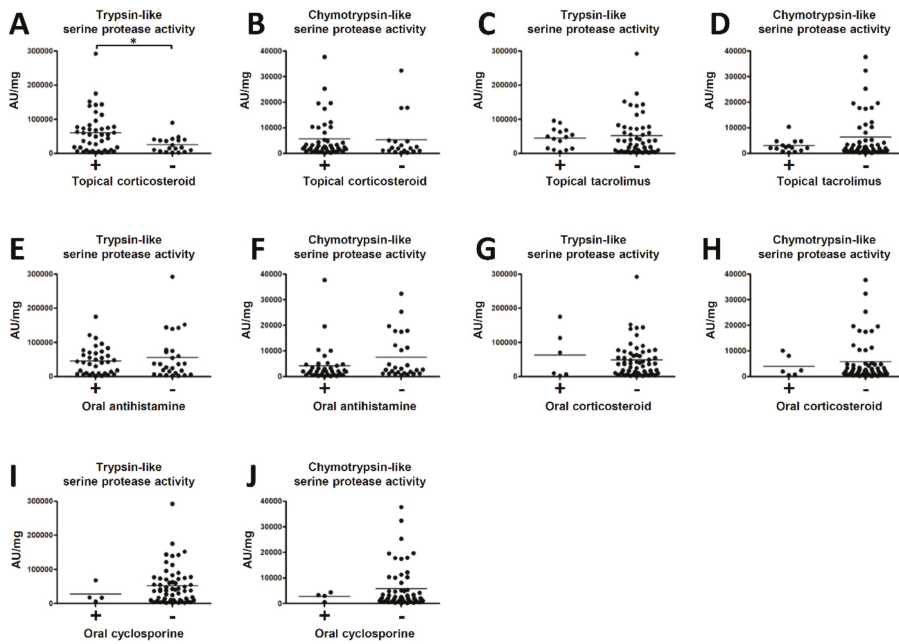 A
Trypsin-like
serine protease activity
*
AU/mg
300000
200000
100000
0
+
-
Topical corticosteroid
B
Chymotrypsin-like
serine protease activity
AU/mg
40000
30000
20000
10000
0
+
-
Topical corticosteroid
C
Trypsin-like
serine protease activity
AU/mg
300000
200000
100000
0
+
-
Topical tacrolimus
D
Chymotrypsin-like
serine protease activity
AU/mg
40000
30000
20000
10000
0
+
-
Topical tacrolimus
E
Trypsin-like
serine protease activity
AU/mg
300000
200000
100000
0
+
-
Oral antihistamine
F
Chymotrypsin-like
serine protease activity
AU/mg
40000
30000
20000
10000
0
+
-
Oral antihistamine
G
Trypsin-like
serine protease activity
AU/mg
300000
200000
100000
0
+
-
Oral corticosteroid
H
Chymotrypsin-like
serine protease activity
AU/mg
40000
30000
20000
10000
0
+
-
Oral corticosteroid
I
Trypsin-like
serine protease activity
AU/mg
300000
200000
100000
0
+
-
Oral cyclosporine
J
Chymotrypsin-like
serine protease activity
AU/mg
40000
30000
20000
10000
0
+
-
Oral cyclosporine